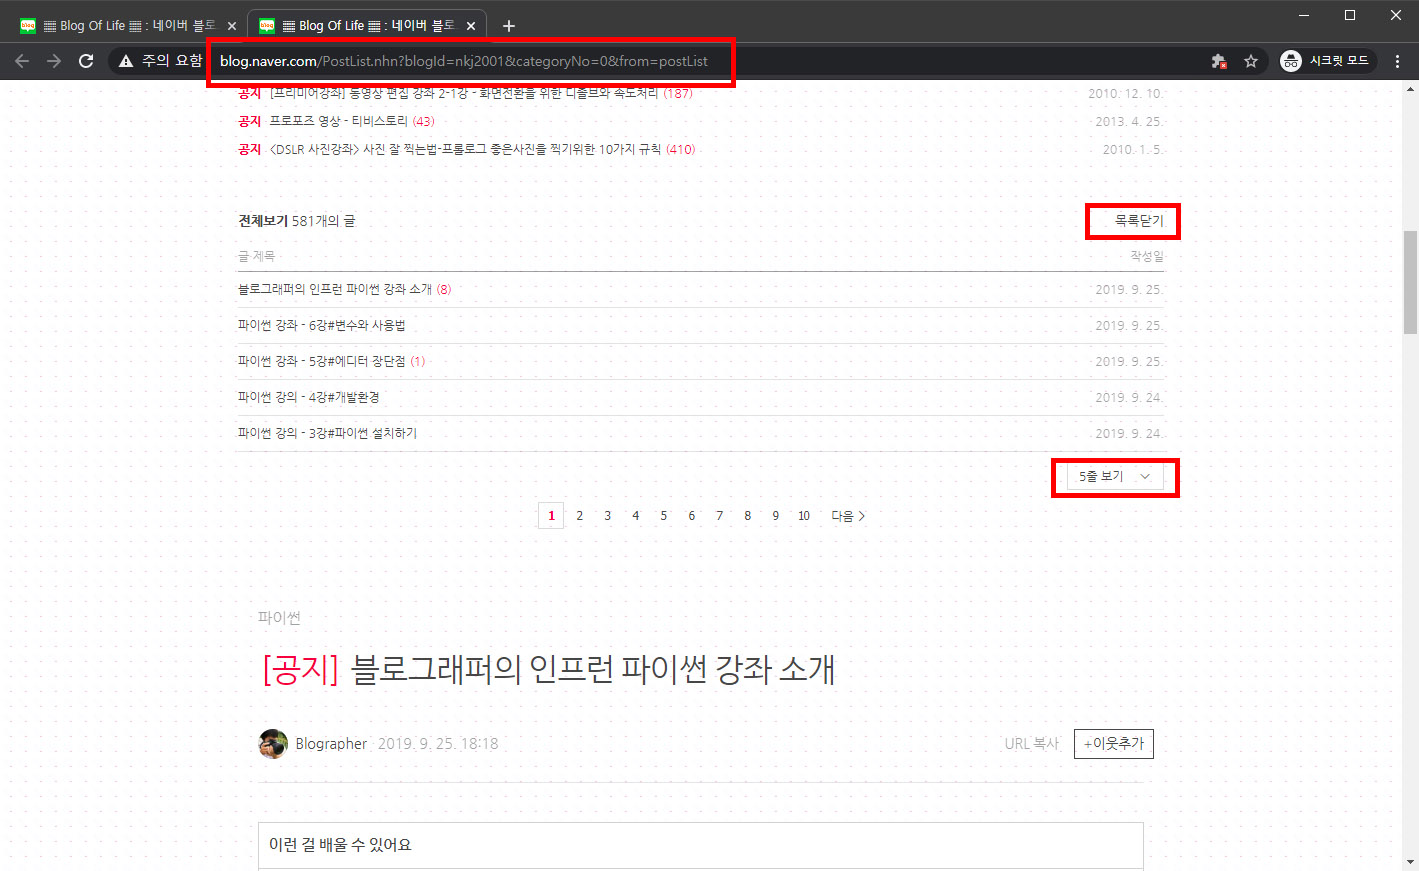 ▦ Blog Of Life ▦ : 네이버 블로
▦ Blog Of Life ▦ : 네이버 블로
주의 요함
blog.naver.com/PostList.nhn?blogId=nkj2001&categoryNo=0&from=postList
시크릿 모드
공지 [프리미어강좌] 동영상 편집 강좌 2-1강 - 화면전환을 위한 디졸브와 속도처리 (187) 2010. 12. 10.
공지 프로포즈 영상 - 티비스토리 (43) 2013. 4. 25.
공지 <DSLR 사진강좌> 사진 잘 찍는법-프롤로그 좋은사진을 찍기위한 10가지 규칙 (410) 2010. 1. 5.
전체보기 581개의 글 목록닫기
글 제목 작성일
블로그래퍼의 인프런 파이썬 강좌 소개 (8) 2019. 9. 25.
파이썬 강좌 - 6강#변수와 사용법 2019. 9. 25.
파이썬 강좌 - 5강#에디터 장단점 (1) 2019. 9. 25.
파이썬 강의 - 4강#개발환경 2019. 9. 24.
파이썬 강의 - 3강#파이썬 설치하기 2019. 9. 24.
5줄 보기
1 2 3 4 5 6 7 8 9 10 다음 >
파이썬
[공지] 블로그래퍼의 인프런 파이썬 강좌 소개
Blographer 2019. 9. 25. 18:18 URL 복사 +이웃추가
이런 걸 배울 수 있어요